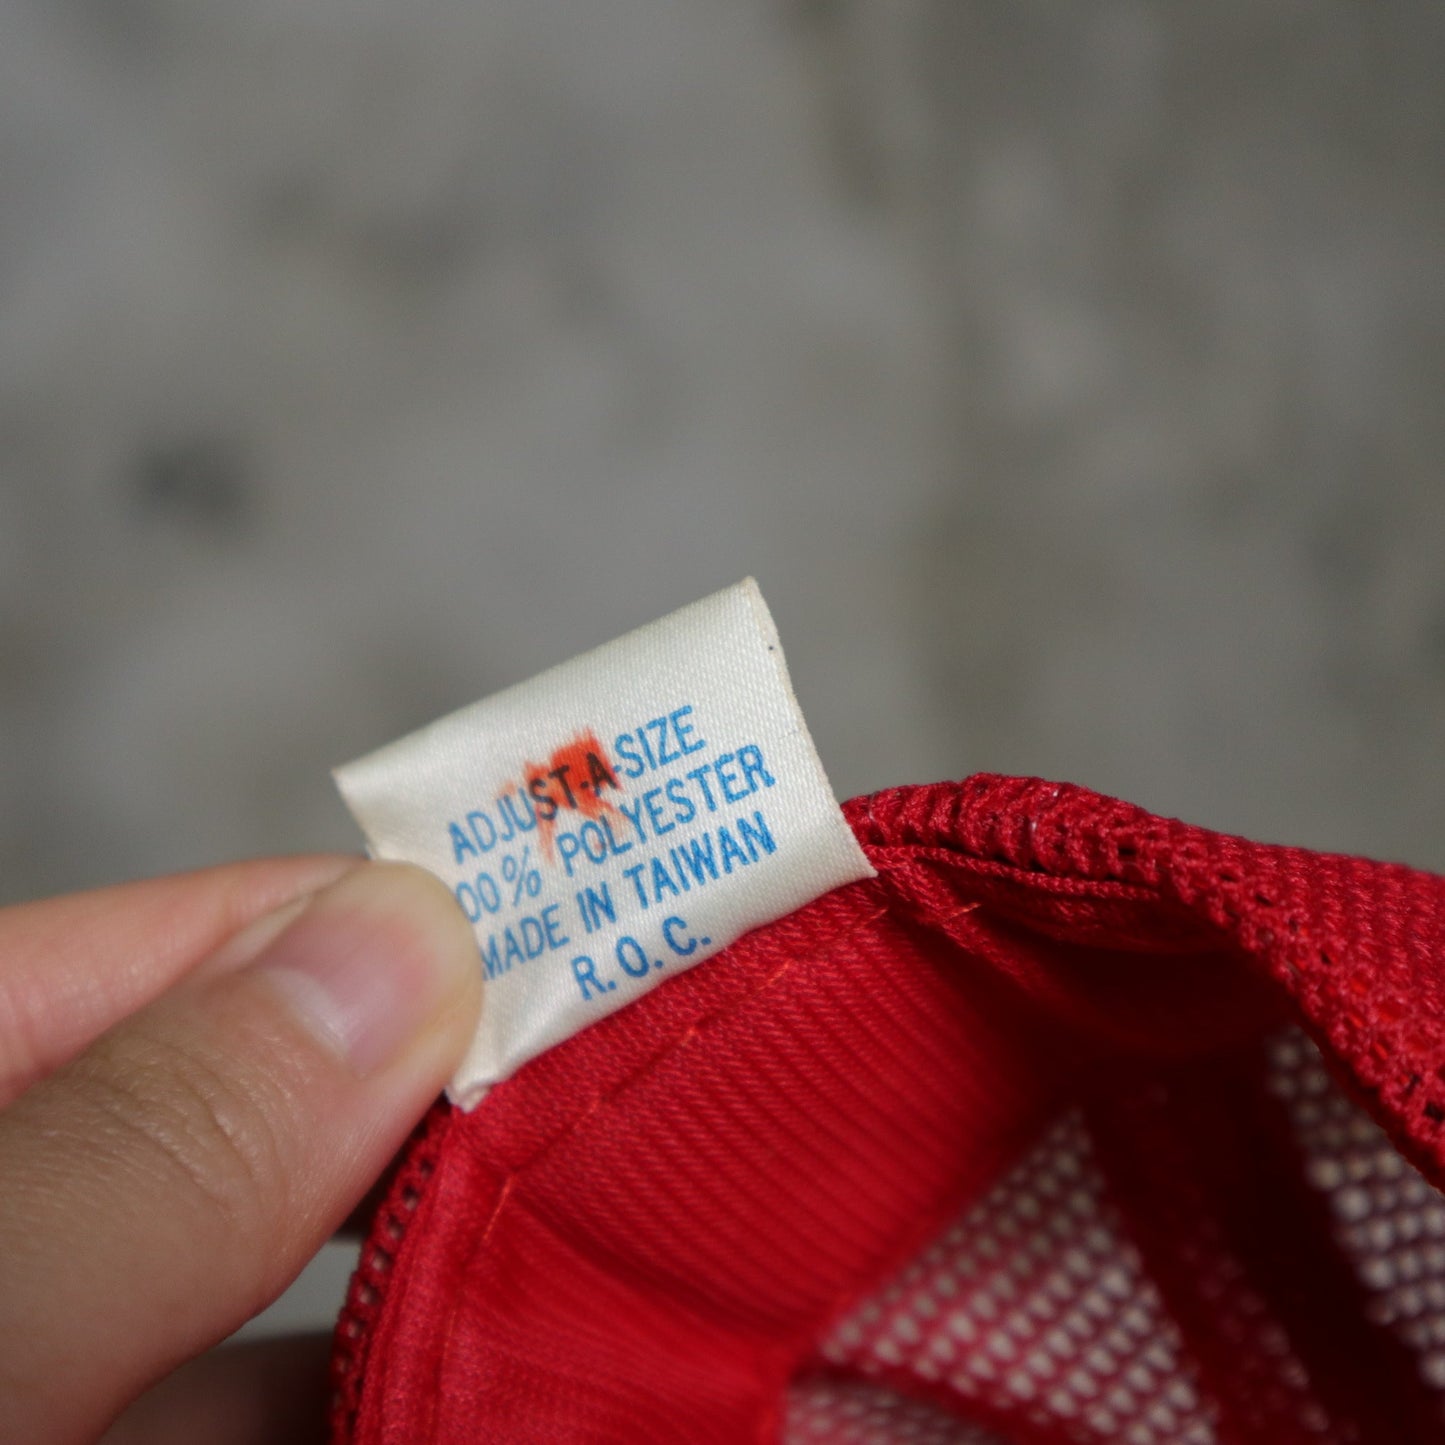 ADJUST-A-SIZE
00% POLYESTER
MADE IN TAIWAN
R.O.C.